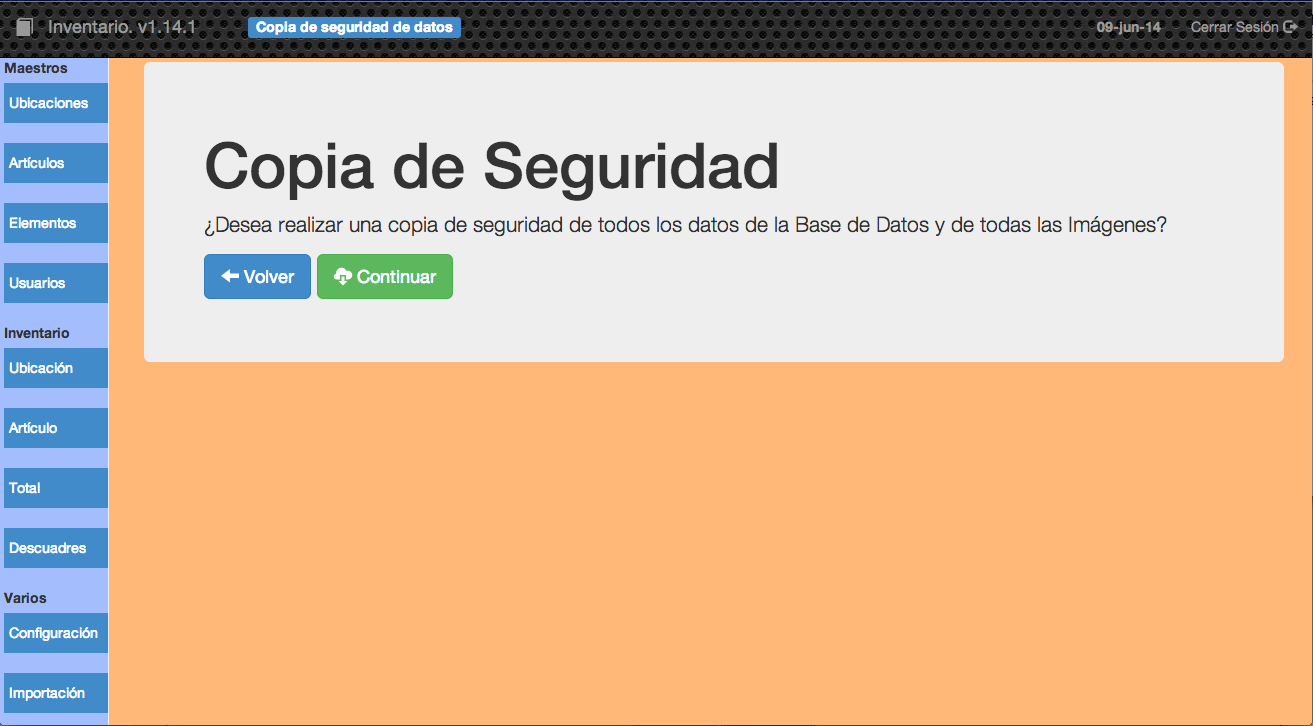 Inventario. v1.14.1
Copia de seguridad de datos
09-jun-14
Cerrar Sesión
Maestros
Ubicaciones
Artículos
Elementos
Usuarios
Inventario
Ubicación
Artículo
Total
Descuadres
Varios
Configuración
Importación
Copia de Seguridad
¿Desea realizar una copia de seguridad de todos los datos de la Base de Datos y de todas las Imágenes?
Volver
Continuar